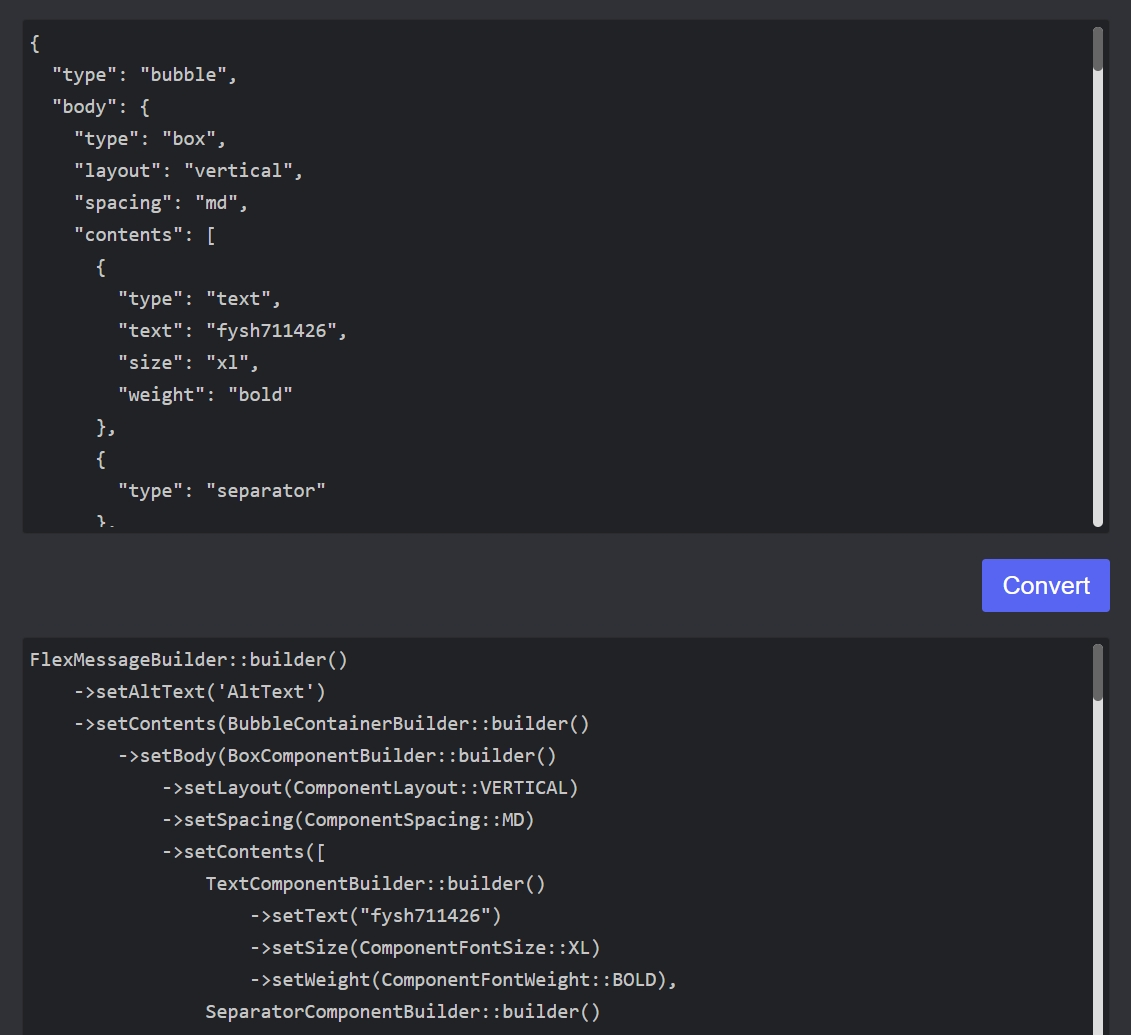 {
  "type": "bubble",
  "body": {
    "type": "box",
    "layout": "vertical",
    "spacing": "md",
    "contents": [
      {
        "type": "text",
        "text": "fysh711426",
        "size": "xl",
        "weight": "bold"
      },
      {
        "type": "separator"
      },
Convert
FlexMessageBuilder::builder()
    ->setAltText('AltText')
    ->setContents(BubbleContainerBuilder::builder()
        ->setBody(BoxComponentBuilder::builder()
            ->setLayout(ComponentLayout::VERTICAL)
            ->setSpacing(ComponentSpacing::MD)
            ->setContents([
                TextComponentBuilder::builder()
                    ->setText("fysh711426")
                    ->setSize(ComponentFontSize::XL)
                    ->setWeight(ComponentFontWeight::BOLD),
                SeparatorComponentBuilder::builder()